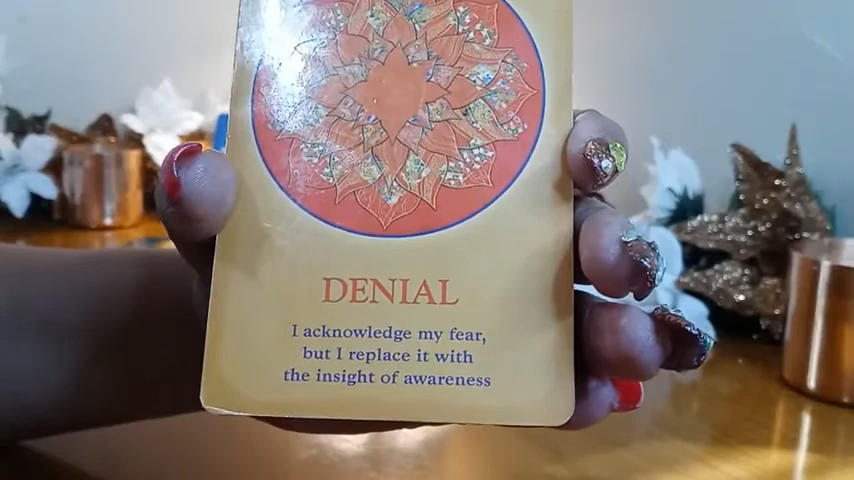 DENIAL
I acknowledge my fear,
but I replace it with
the insight of awareness